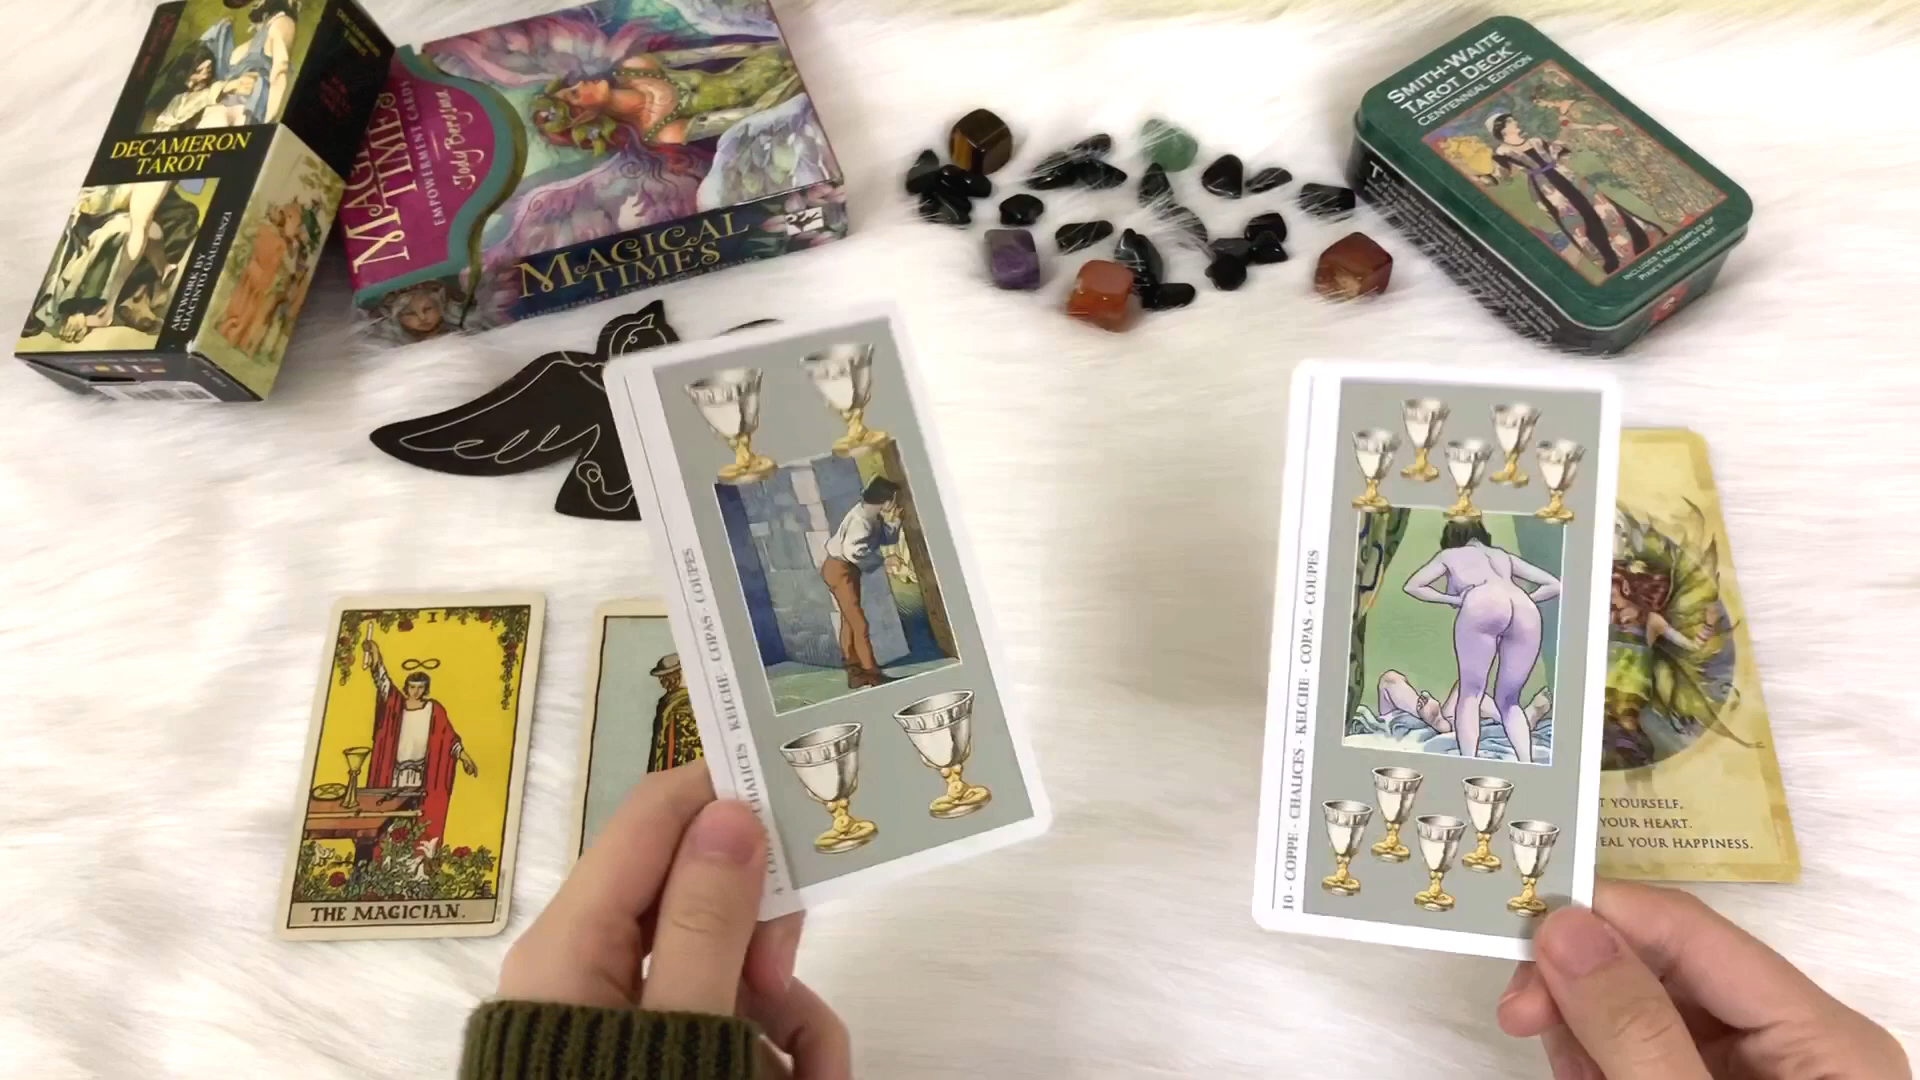 DECAMERON
TAROT
ARTWORK BY
GIACINTO GAUDENZI
MAGICAL
TIMES
EMPOWERMENT CARDS
Jody Bergsma
MAGICAL
TIMES
SMITH-WAITE
TAROT DECK
CENTENNIAL EDITION
INCLUDES TWO SAMPLES OF
PIXIE'S NON-TAROT ART
I
THE MAGICIAN.
4 - CHALICES KELCHE - COPAS - COUPES
10 - COPPE - CHALICES - KELCHE - COPAS - COUPES
T YOURSELF,
YOUR HEART.
EAL YOUR HAPPINESS.